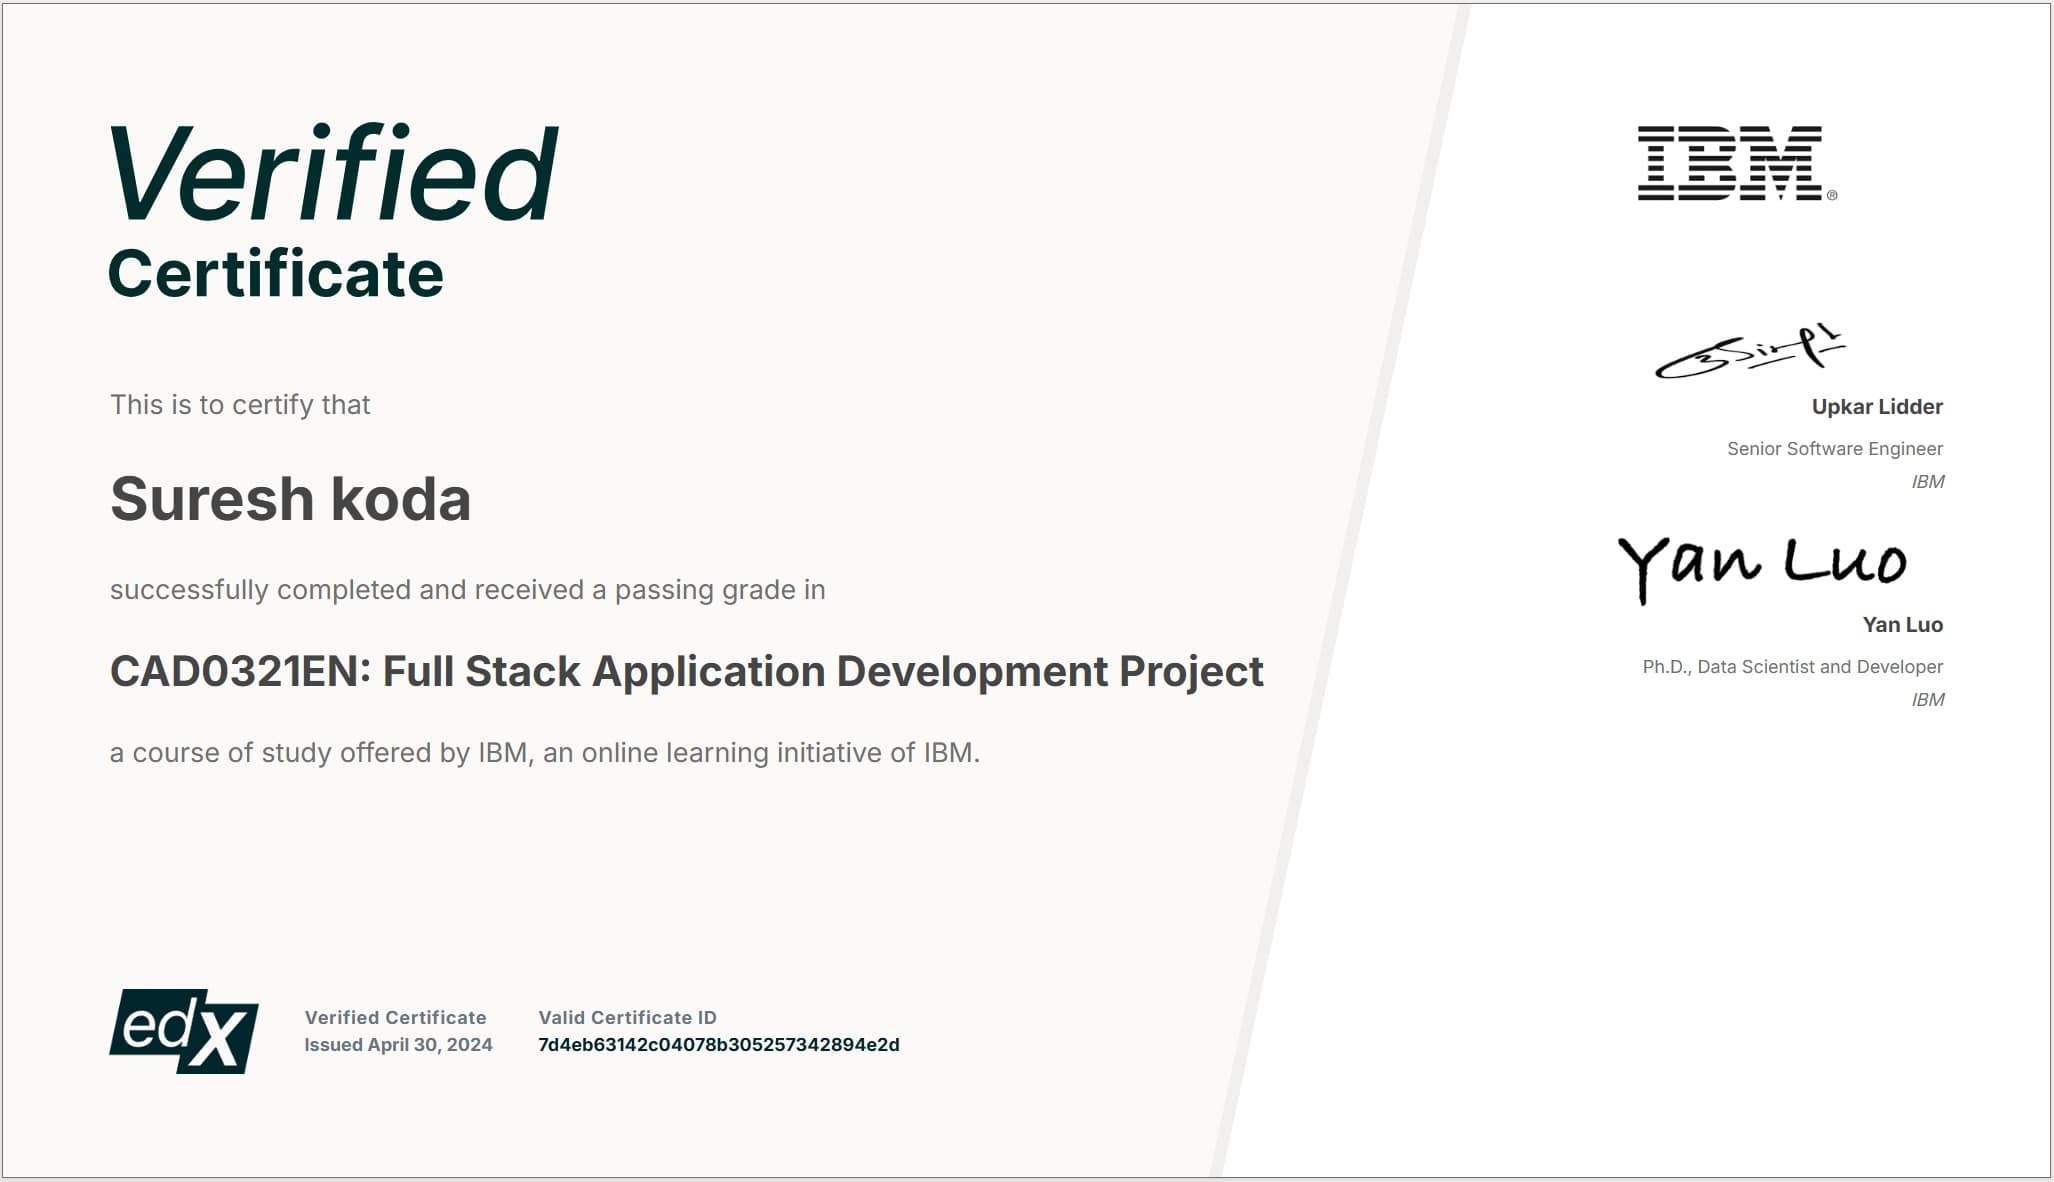 Verified
Certificate
This is to certify that
Suresh koda
successfully completed and received a passing grade in
CAD0321EN: Full Stack Application Development Project
a course of study offered by IBM, an online learning initiative of IBM.
edX
Verified Certificate
Issued April 30, 2024
Valid Certificate ID
7d4eb63142c04078b305257342894e2d
IBM®
Upkar Lidder
Senior Software Engineer
IBM
Yan Luo
Yan Luo
Ph.D., Data Scientist and Developer
IBM